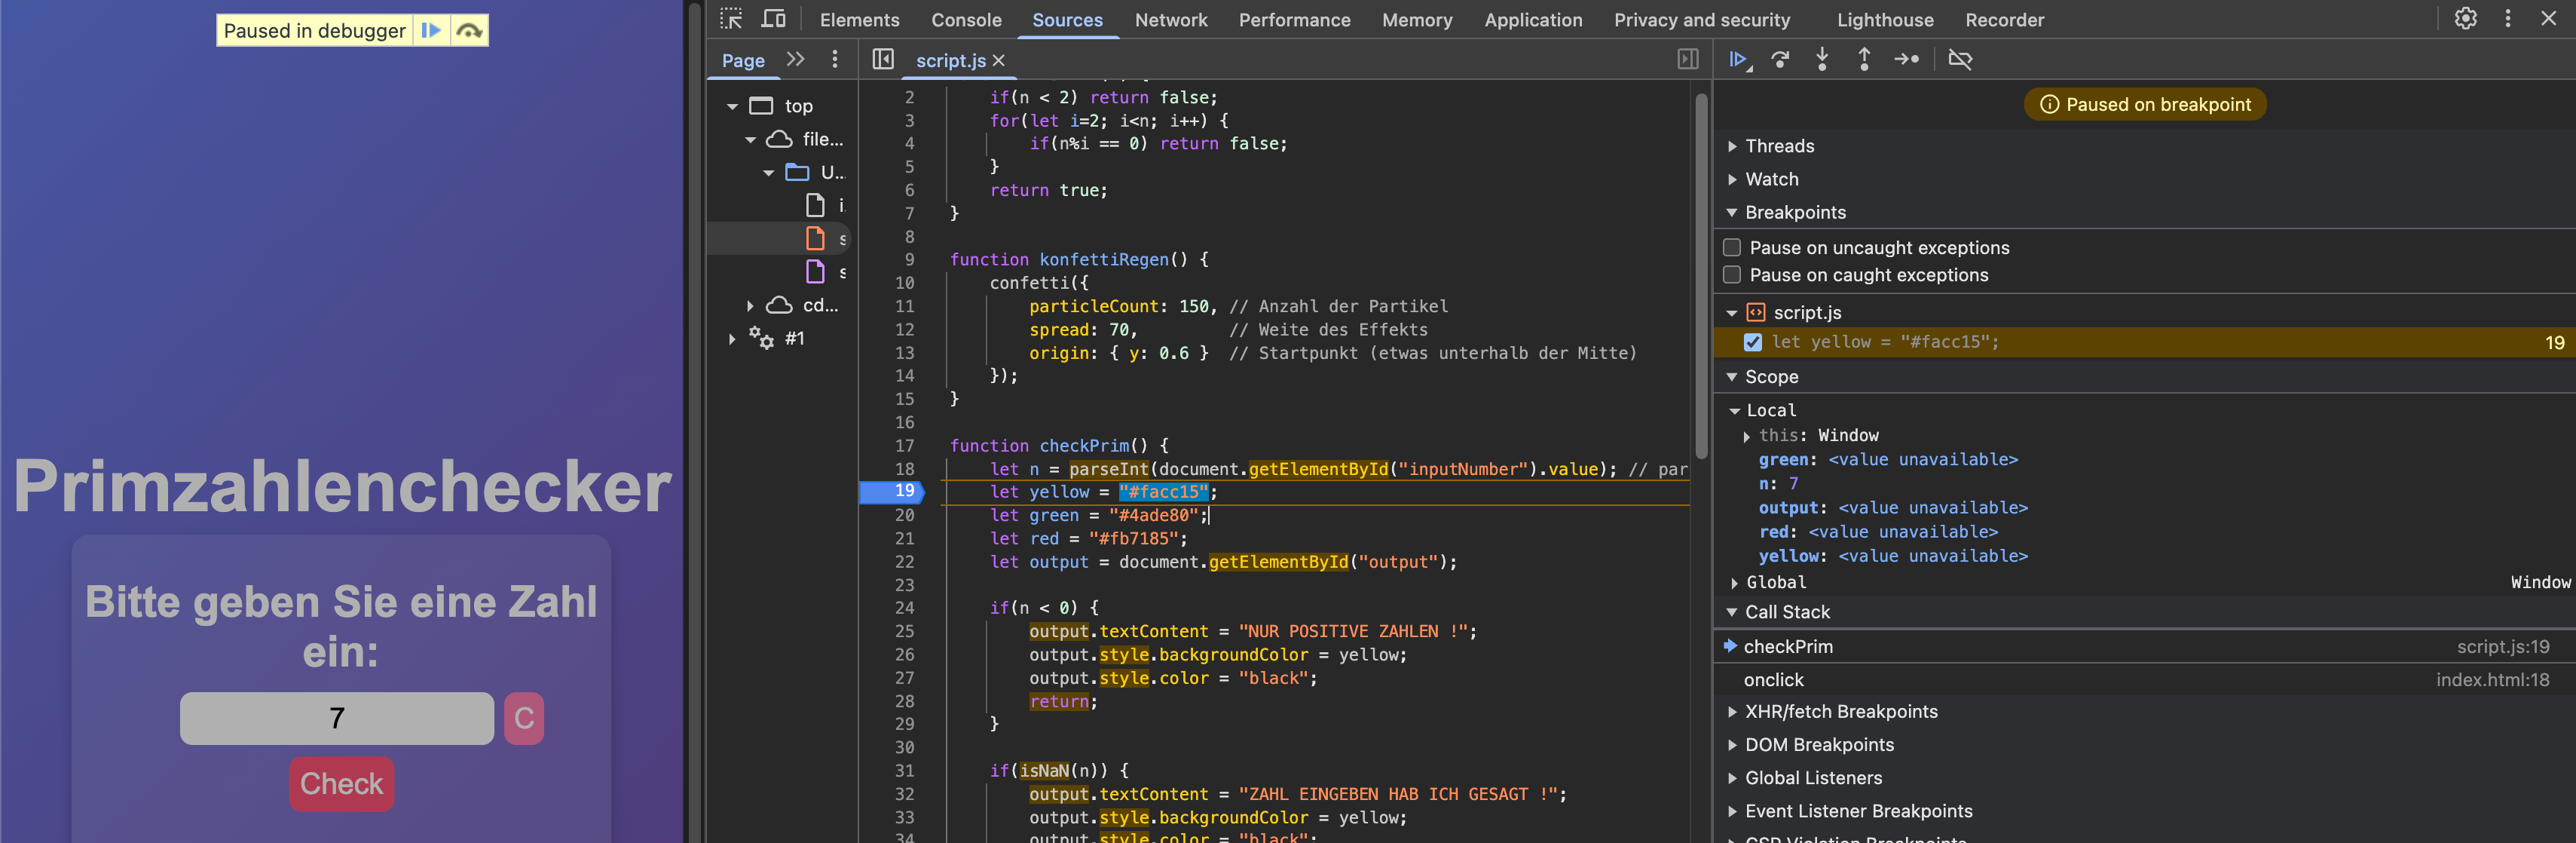 Paused in debugger
Primzahlenchecker
Bitte geben Sie eine Zahl
ein:
7
C
Check
Elements Console Sources Network Performance Memory Application Privacy and security Lighthouse Recorder
Page
script.js
top
file...
U...
i.
s
s
cd...
#1
2 if(n < 2) return false;
3 for(let i=2; i<n; i++) {
4 if(n%i == 0) return false;
5 }
6 return true;
7 }
8
9 function konfettiRegen() {
10 confetti({
11 particleCount: 150, // Anzahl der Partikel
12 spread: 70, // Weite des Effekts
13 origin: { y: 0.6 } // Startpunkt (etwas unterhalb der Mitte)
14 });
15 }
16
17 function checkPrim() {
18 let n = parseInt(document.getElementById("inputNumber").value); // par
19 let yellow = "#facc15";
20 let green = "#4ade80";
21 let red = "#fb7185";
22 let output = document.getElementById("output");
23
24 if(n < 0) {
25 output.textContent = "NUR POSITIVE ZAHLEN !";
26 output.style.backgroundColor = yellow;
27 output.style.color = "black";
28 return;
29 }
30
31 if(isNaN(n)) {
32 output.textContent = "ZAHL EINGEBEN HAB ICH GESAGT !";
33 output.style.backgroundColor = yellow;
34 output.style.color = "black";
Paused on breakpoint
Threads
Watch
Breakpoints
Pause on uncaught exceptions
Pause on caught exceptions
script.js
let yellow = "#facc15"; 19
Scope
Local
this: Window
green: <value unavailable>
n: 7
output: <value unavailable>
red: <value unavailable>
yellow: <value unavailable>
Global Window
Call Stack
checkPrim script.js:19
onclick index.html:18
XHR/fetch Breakpoints
DOM Breakpoints
Global Listeners
Event Listener Breakpoints
CSP Violation Breakpoints